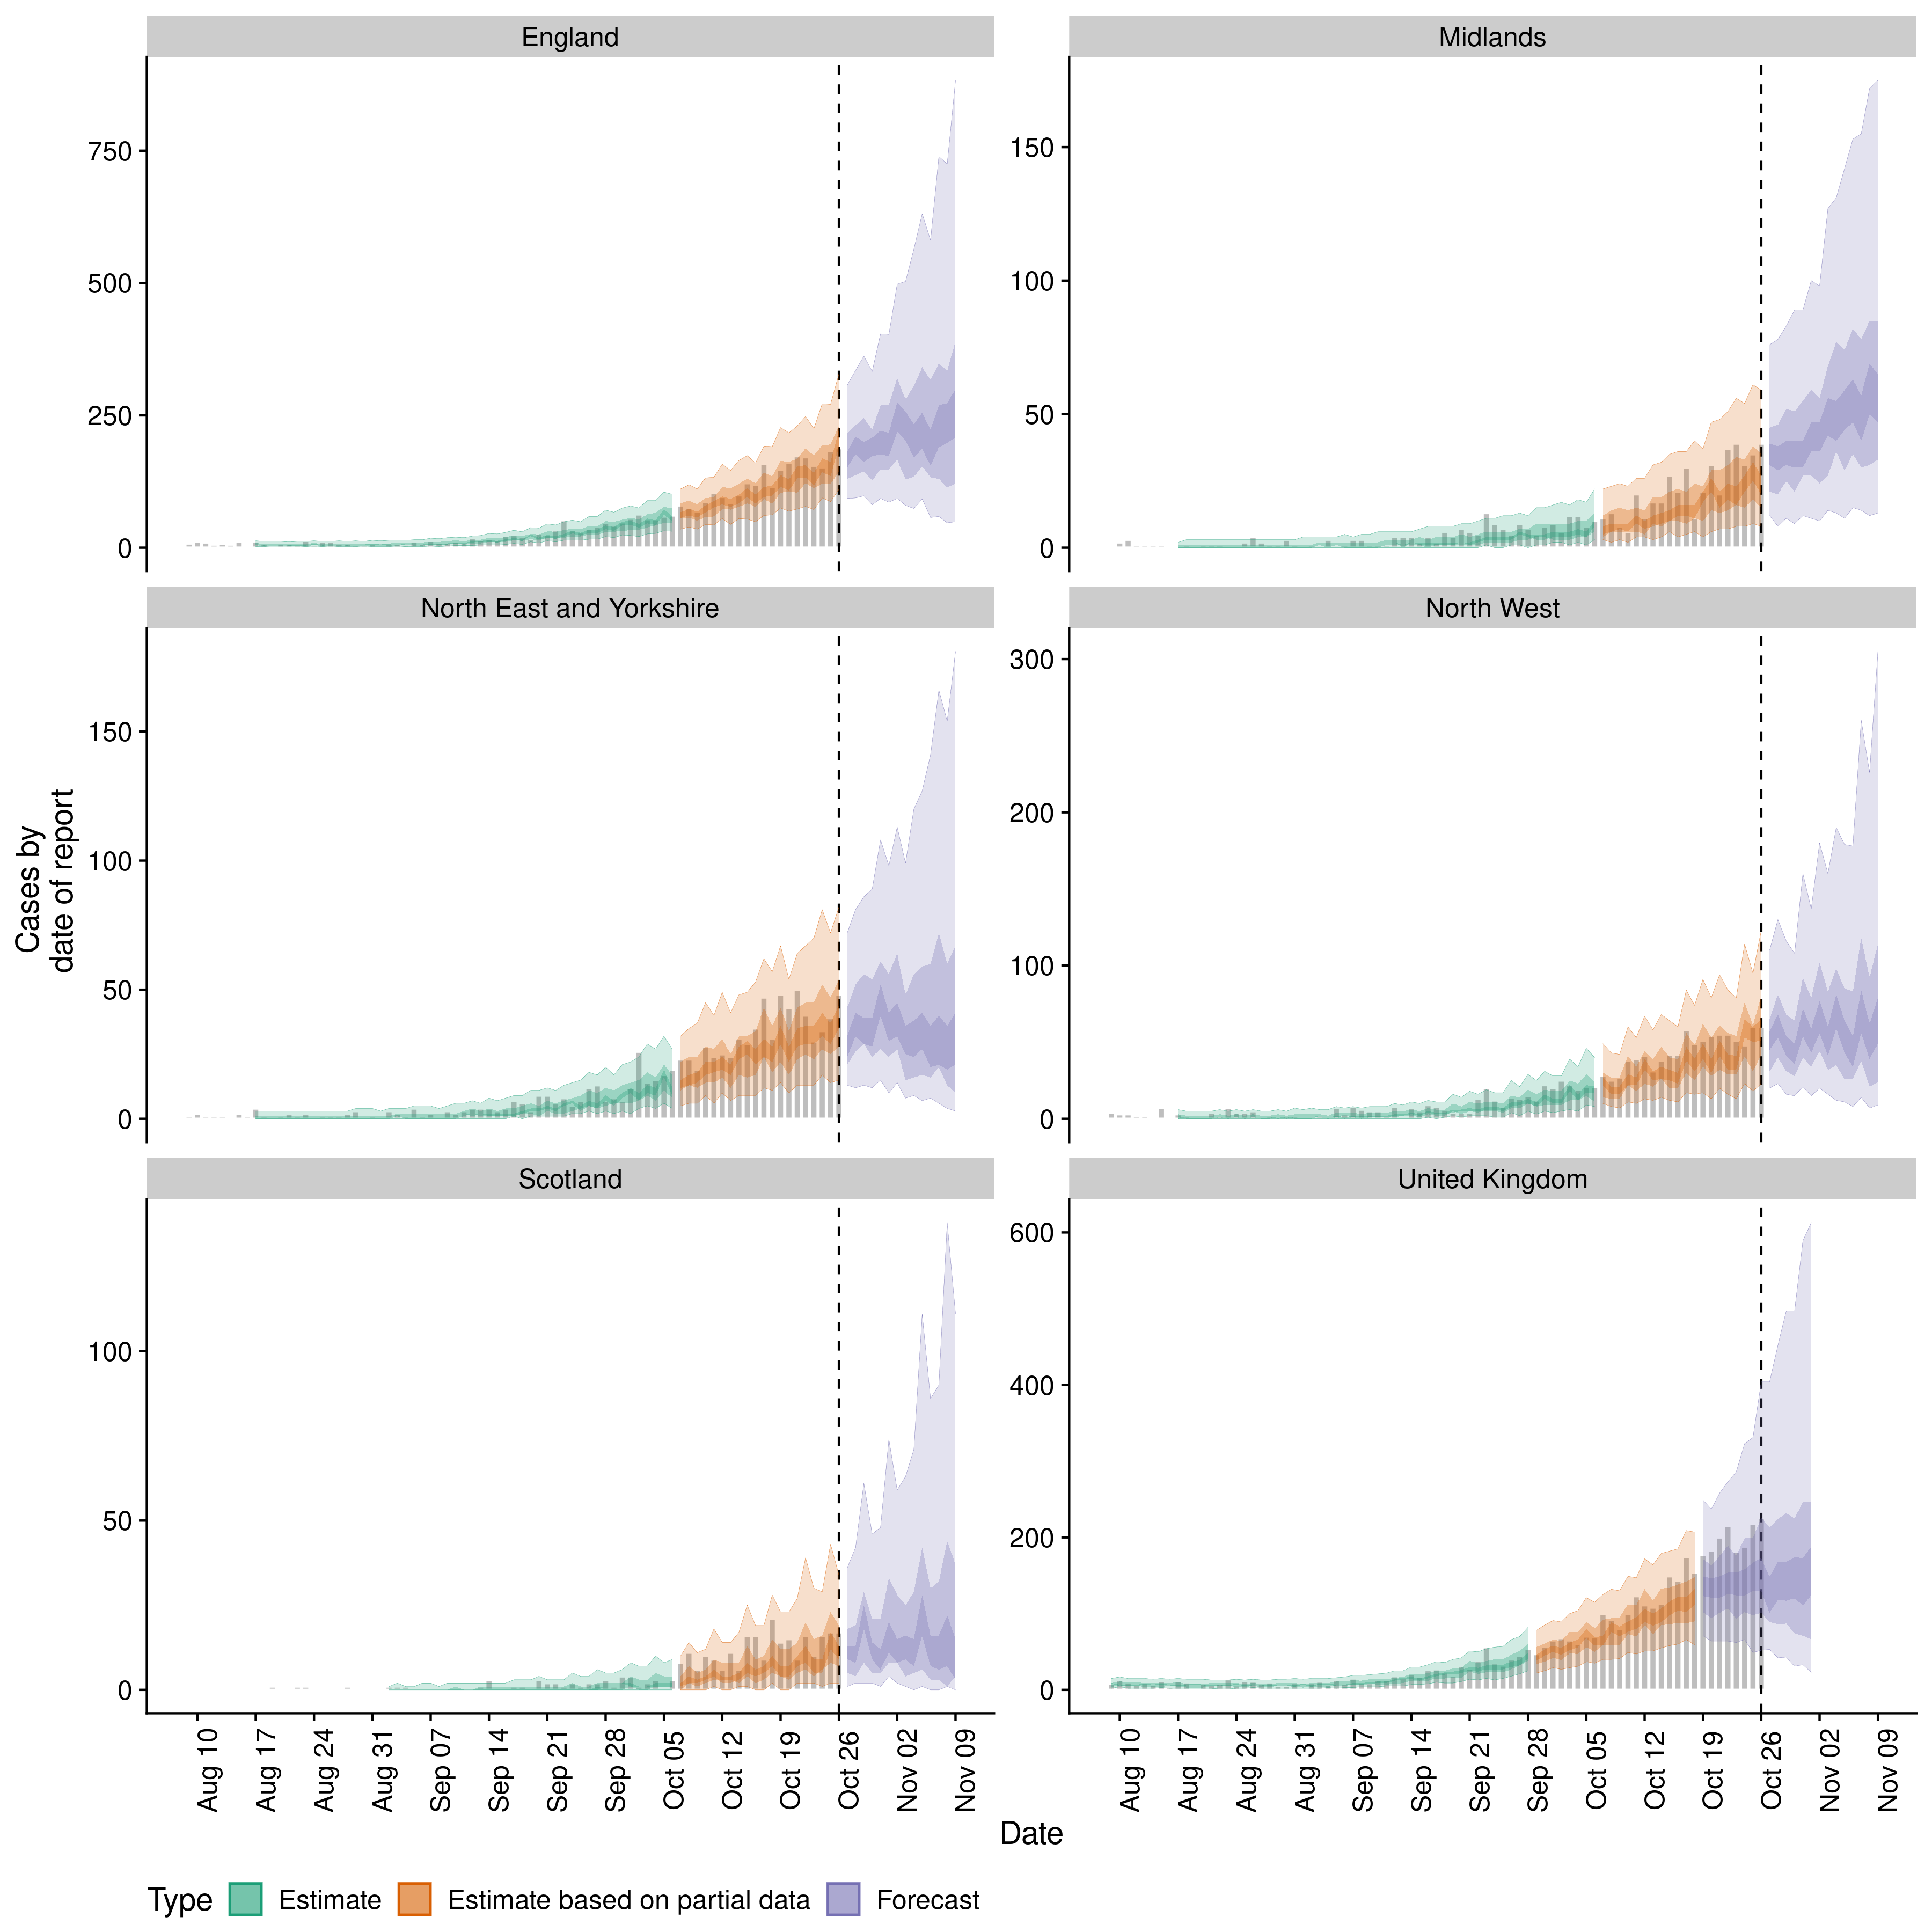 England
Midlands
750
500
250
0
150
100
50
0
North East and Yorkshire
North West
150
100
50
0
300
200
100
0
Cases by
date of report
Scotland
United Kingdom
100
50
0
600
400
200
0
Aug 10
Aug 17
Aug 24
Aug 31
Sep 07
Sep 14
Sep 21
Sep 28
Oct 05
Oct 12
Oct 19
Oct 26
Nov 02
Nov 09
Aug 10
Aug 17
Aug 24
Aug 31
Sep 07
Sep 14
Sep 21
Sep 28
Oct 05
Oct 12
Oct 19
Oct 26
Nov 02
Nov 09
Date
Type Estimate Estimate based on partial data Forecast